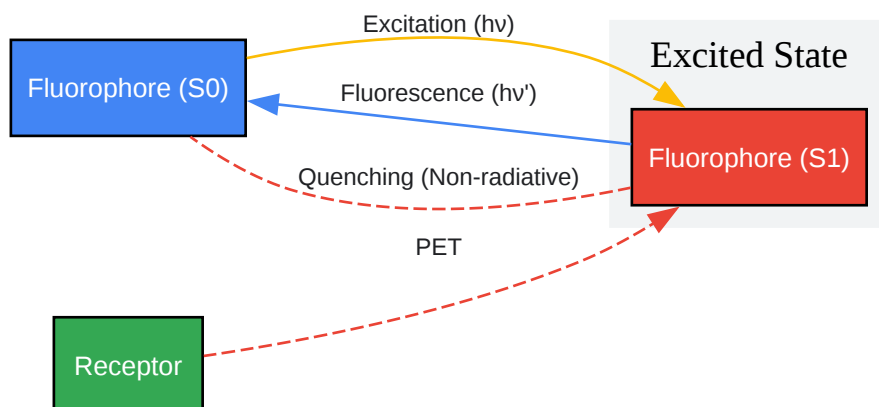 Excitation (hν)
Excited State
Fluorophore (S0)
Fluorescence (hν')
Fluorophore (S1)
Quenching (Non-radiative)
PET
Receptor